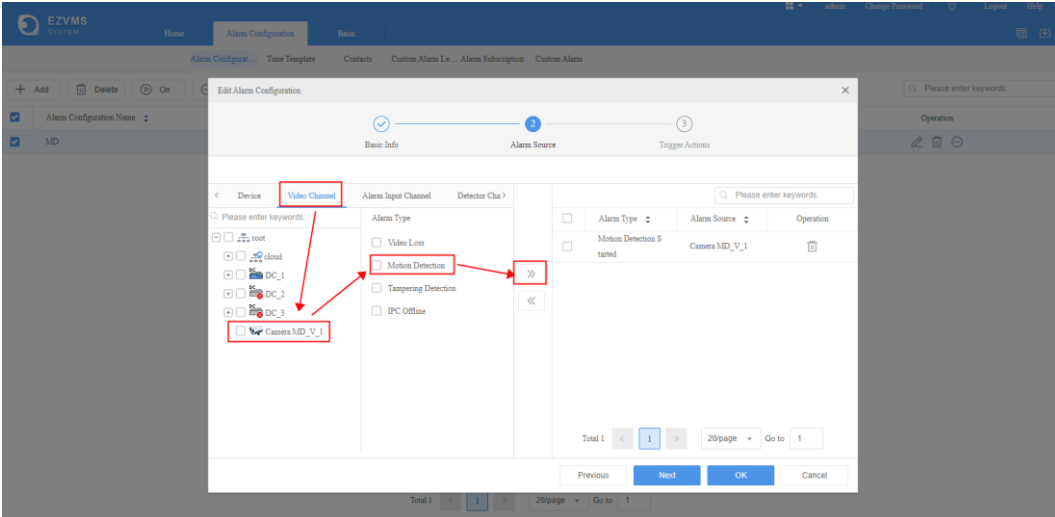 admin Change Password Logout Help
EZVMS
SYSTEM
Home Alarm Configuration Basic
Alarm Configurat... Time Template Contacts Custom Alarm Le... Alarm Subscription Custom Alarm
Add Delete On Please enter keywords.
Edit Alarm Configuration
Alarm Configuration Name Operation
MD
2 3
Basic Info Alarm Source Trigger Actions
Device Video Channel Alarm Input Channel Detector Cha
Please enter keywords.
Please enter keywords. Alarm Type
Alarm Type Alarm Source Operation
root Video Loss
Motion Detection S
tarted
Camera MD_V_1
cloud Motion Detection
DC_1 Tampering Detection
DC_2 IPC Offline
DC_3
Camera MD_V_1
Total 1 1 20/page Go to 1
Previous Next OK Cancel
Total 1 1 20/page Go to 1